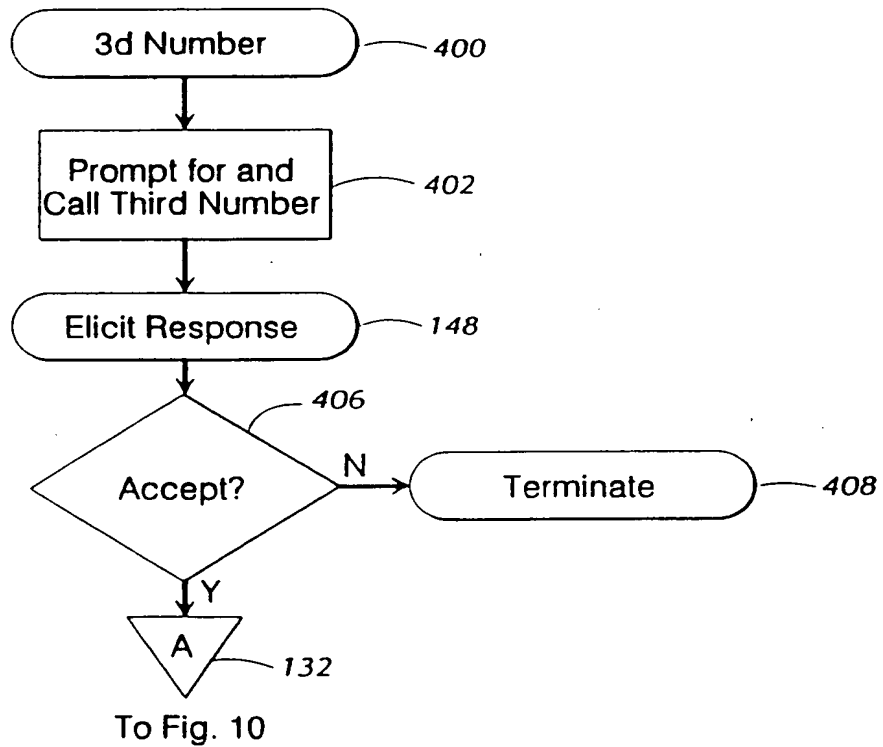 3d Number
400
Prompt for and
Call Third Number
402
Elicit Response
148
406
Accept?
N
Terminate
408
Y
A
132
To Fig. 10